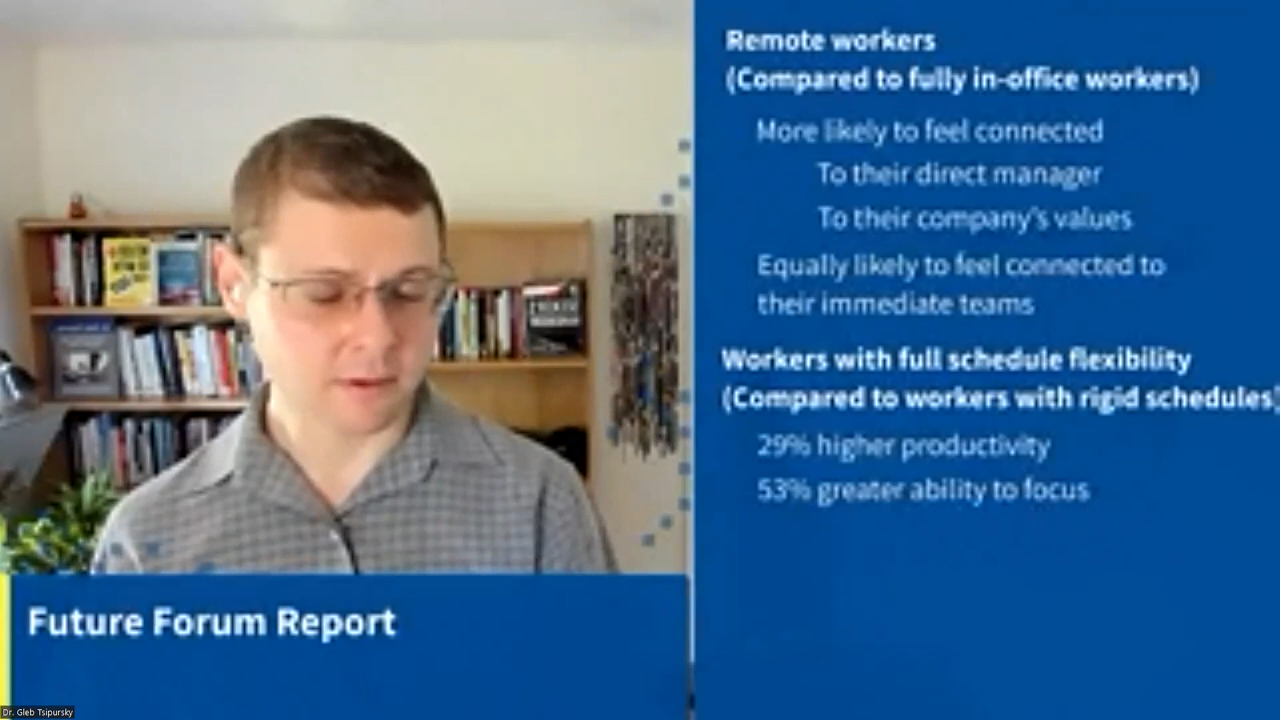 Remote workers
(Compared to fully in-office workers)
More likely to feel connected
To their direct manager
To their company's values
Equally likely to feel connected to
their immediate teams
Workers with full schedule flexibility
(Compared to workers with rigid schedules)
29% higher productivity
53% greater ability to focus
Future Forum Report
Dr. Gleb Tsipursky